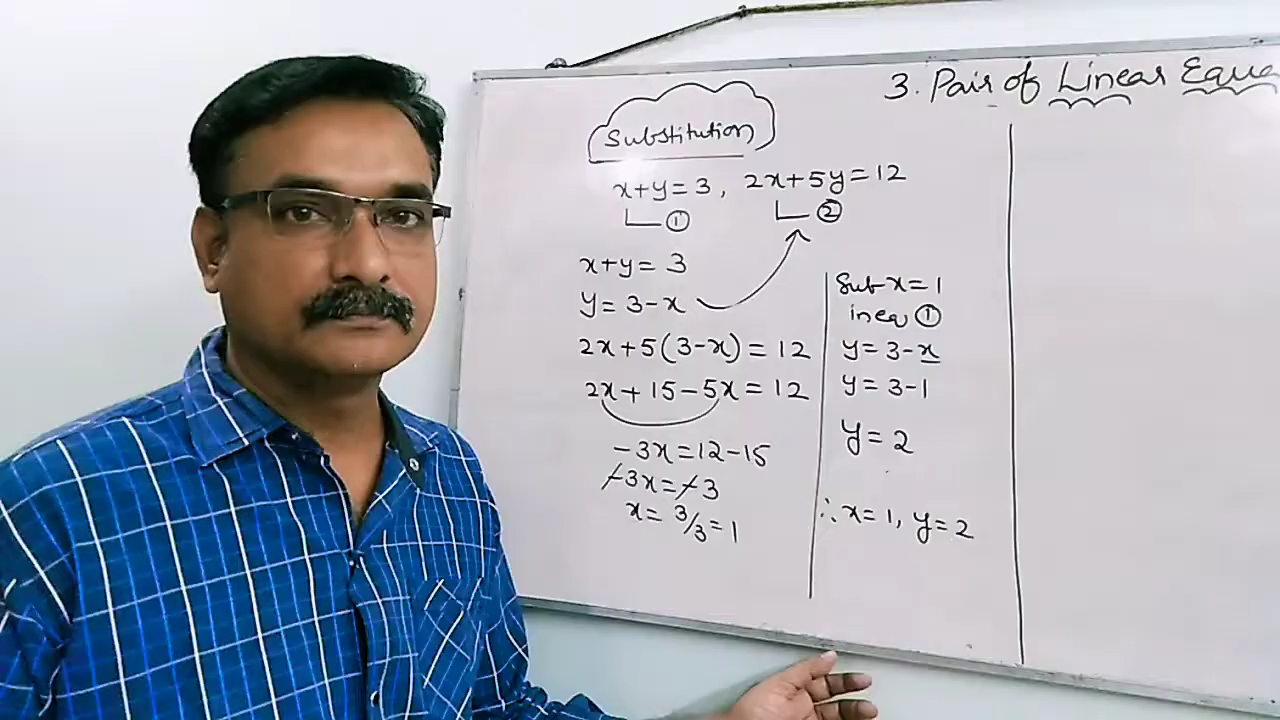 3. Pair of Linear Equa
Substitution
x+y=3, 2x+5y=12
① ②
x+y=3
y=3-x
2x+5(3-x)=12
2x+15-5x=12
-3x=12-15
-3x=-3
x=3/3=1
Sub x=1
in eq ①
y=3-x
y=3-1
y=2
∴ x=1, y=2